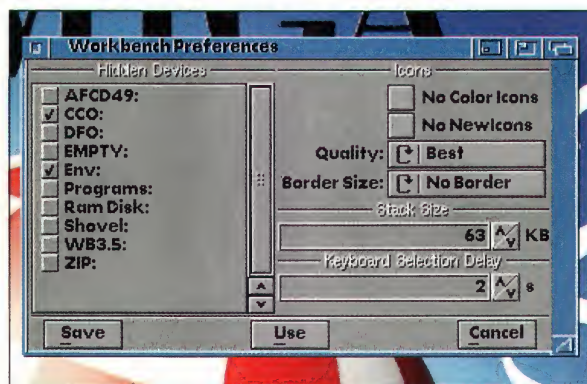 Workbench Preferences
Hidden Devices
AFCD49:
CC0:
DF0:
EMPTY:
Env:
Programs:
Ram Disk:
Shovel:
WB3.5:
ZIP:
Icons
No Color Icons
No NewIcons
Quality: Best
Border Size: No Border
Stack Size
63 KB
Keyboard Selection Delay
2 s
Save Use Cancel